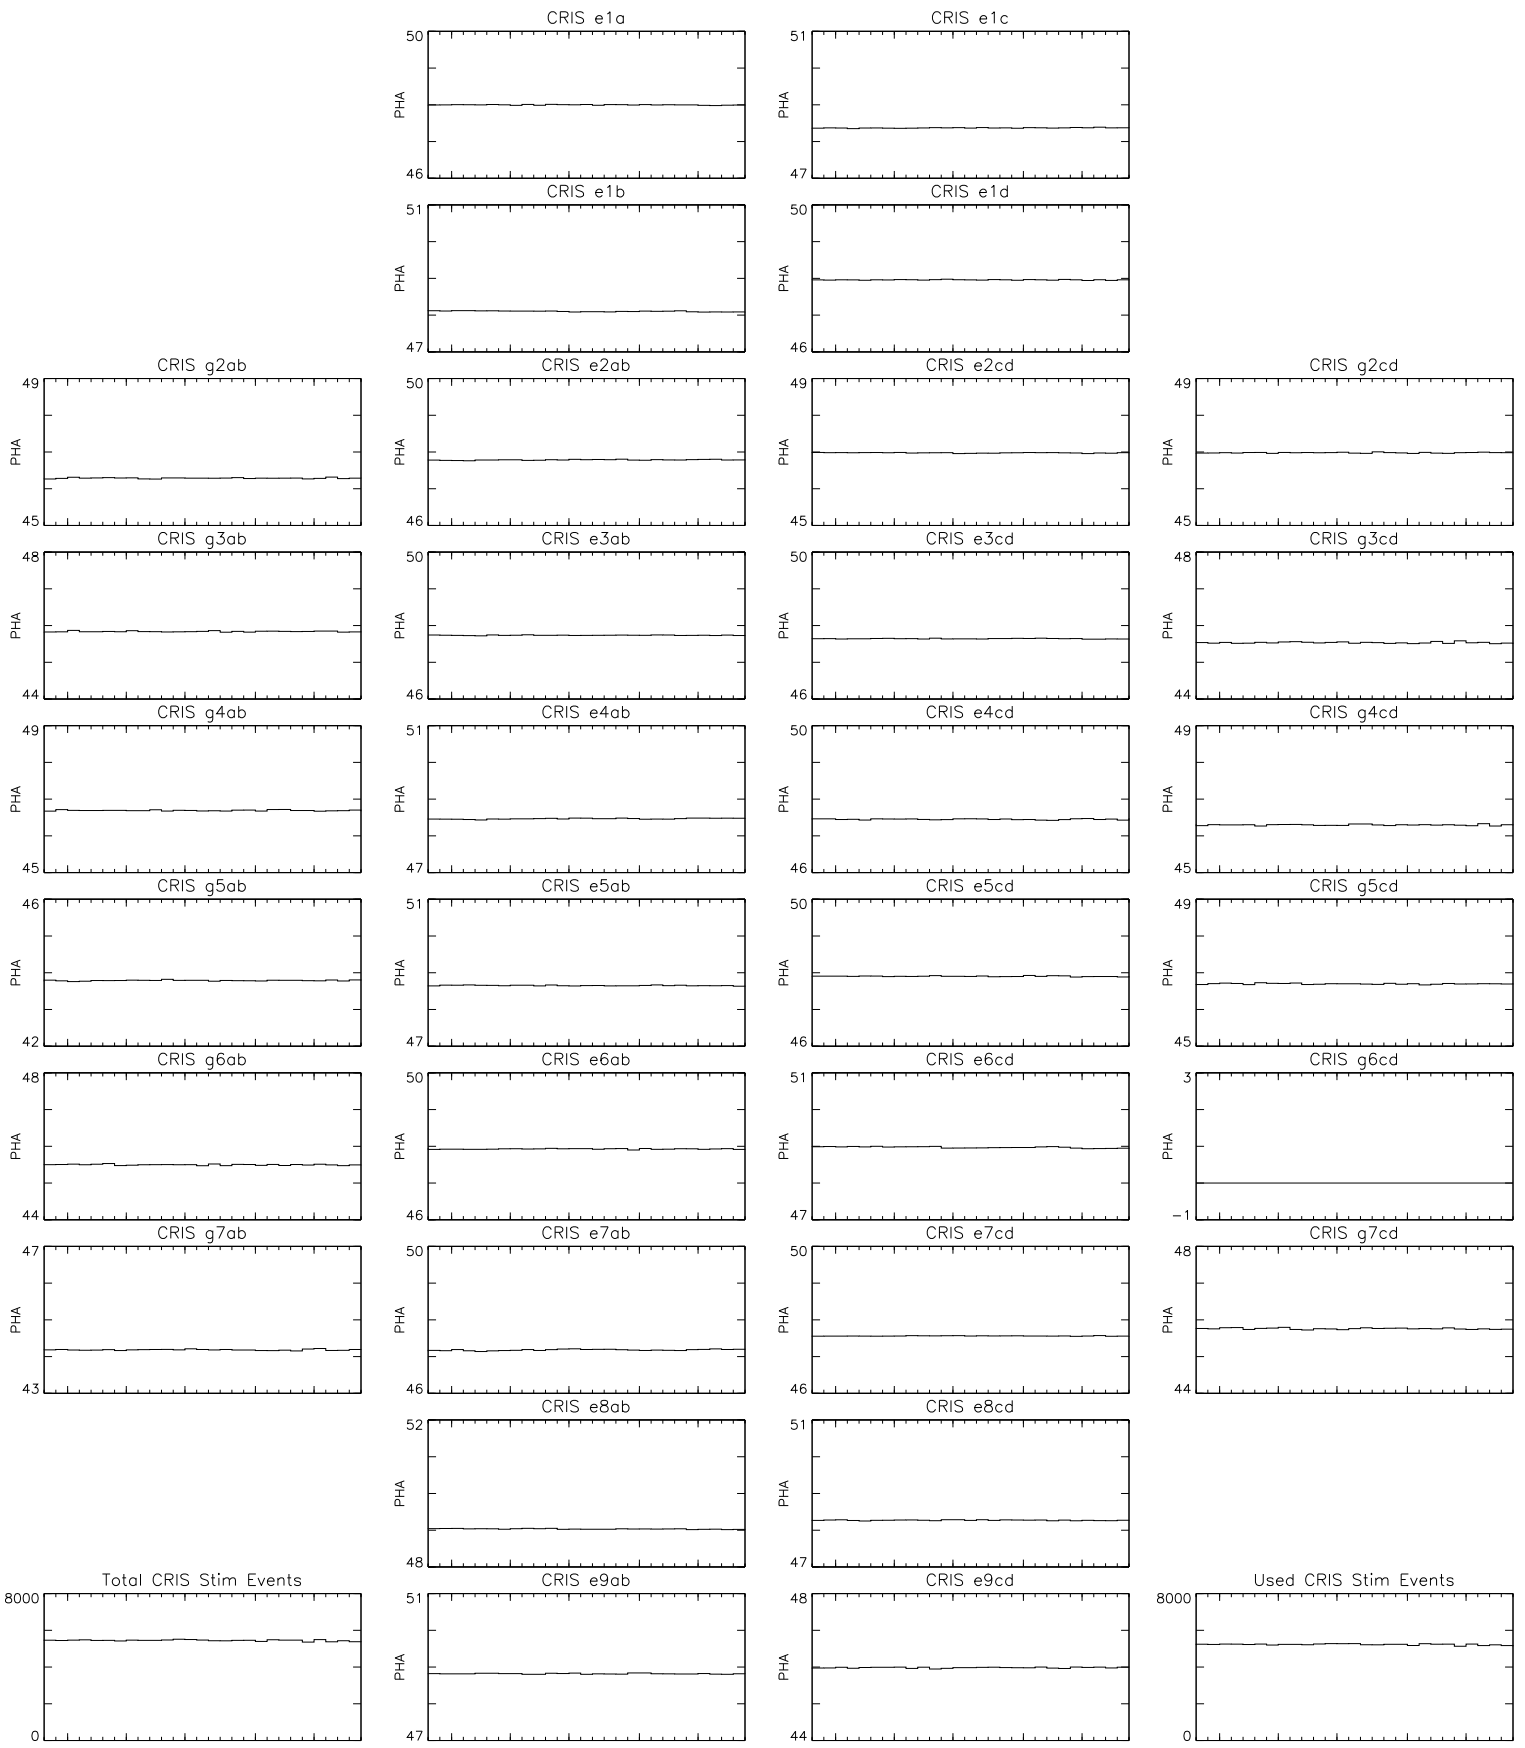 CRIS e1a CRIS e1c
50 51
PHA PHA
46 47
CRIS e1b CRIS e1d
51 50
PHA PHA
47 46
CRIS g2ab CRIS e2ab CRIS e2cd CRIS g2cd
49 50 49 49
PHA PHA PHA PHA
45 46 45 45
CRIS g3ab CRIS e3ab CRIS e3cd CRIS g3cd
48 50 50 48
PHA PHA PHA PHA
44 46 46 44
CRIS g4ab CRIS e4ab CRIS e4cd CRIS g4cd
49 51 50 49
PHA PHA PHA PHA
45 47 46 45
CRIS g5ab CRIS e5ab CRIS e5cd CRIS g5cd
46 51 50 49
PHA PHA PHA PHA
42 47 46 45
CRIS g6ab CRIS e6ab CRIS e6cd CRIS g6cd
48 50 51 3
PHA PHA PHA PHA
44 46 47 -1
CRIS g7ab CRIS e7ab CRIS e7cd CRIS g7cd
47 50 50 48
PHA PHA PHA PHA
43 46 46 44
CRIS e8ab CRIS e8cd
52 51
PHA PHA
48 47
Total CRIS Stim Events CRIS e9ab CRIS e9cd Used CRIS Stim Events
8000 51 48 8000
PHA PHA
0 47 44 0